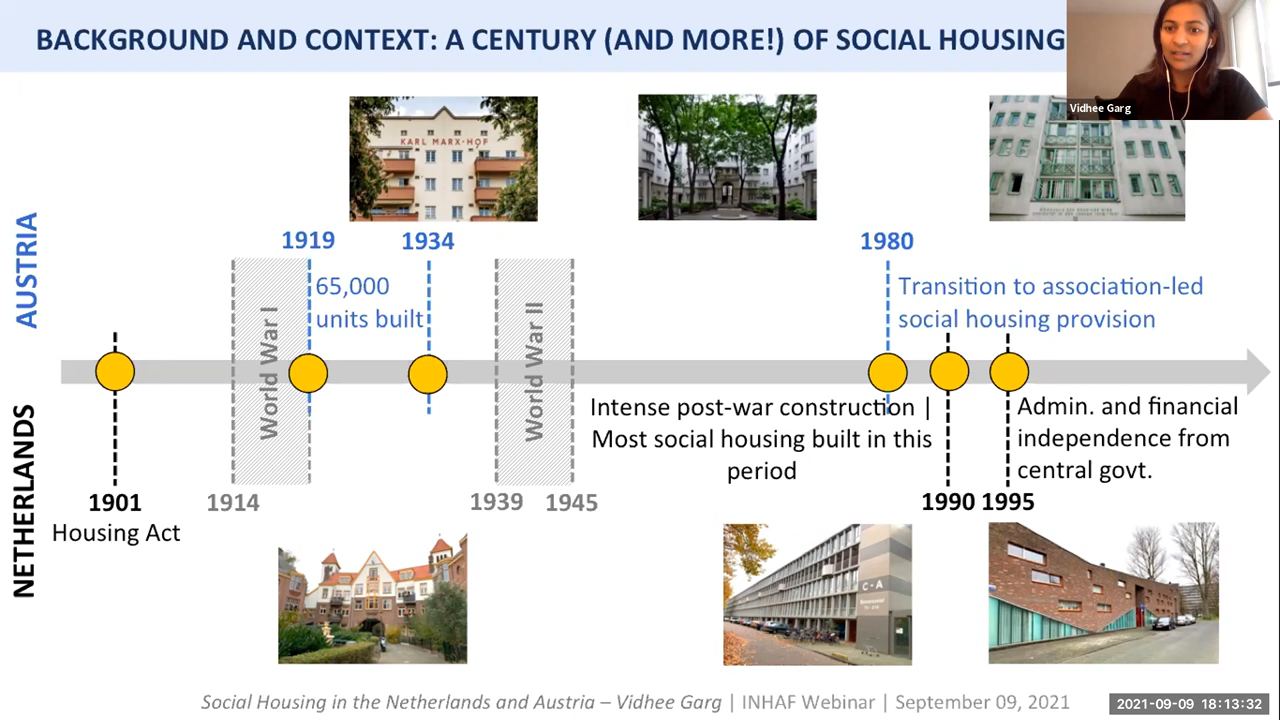 BACKGROUND AND CONTEXT: A CENTURY (AND MORE!) OF SOCIAL HOUSING
Vidhee Garg
KARL MARX-HOF
AUSTRIA
1919
1934
1980
65,000
units built
Transition to association-led
social housing provision
World War I
World War II
NETHERLANDS
Intense post-war construction |
Most social housing built in this
period
Admin. and financial
independence from
central govt.
1901
Housing Act
1914
1939
1945
1990
1995
C-A
Social Housing in the Netherlands and Austria – Vidhee Garg | INHAF Webinar | September 09, 2021
2021-09-09 18:13:32